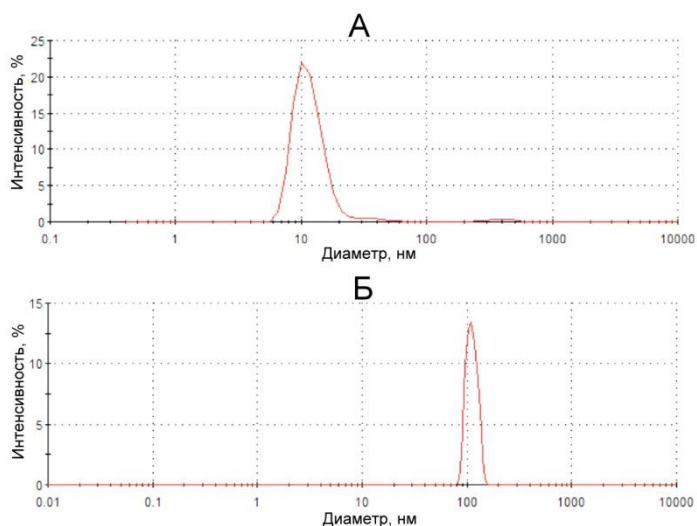 А
Интенсивность, %
25
20
15
10
5
0
0.1 1 10 100 1000 10000
Диаметр, нм
Б
Интенсивность, %
15
10
5
0
0.01 0.1 1 10 100 1000 10000
Диаметр, нм